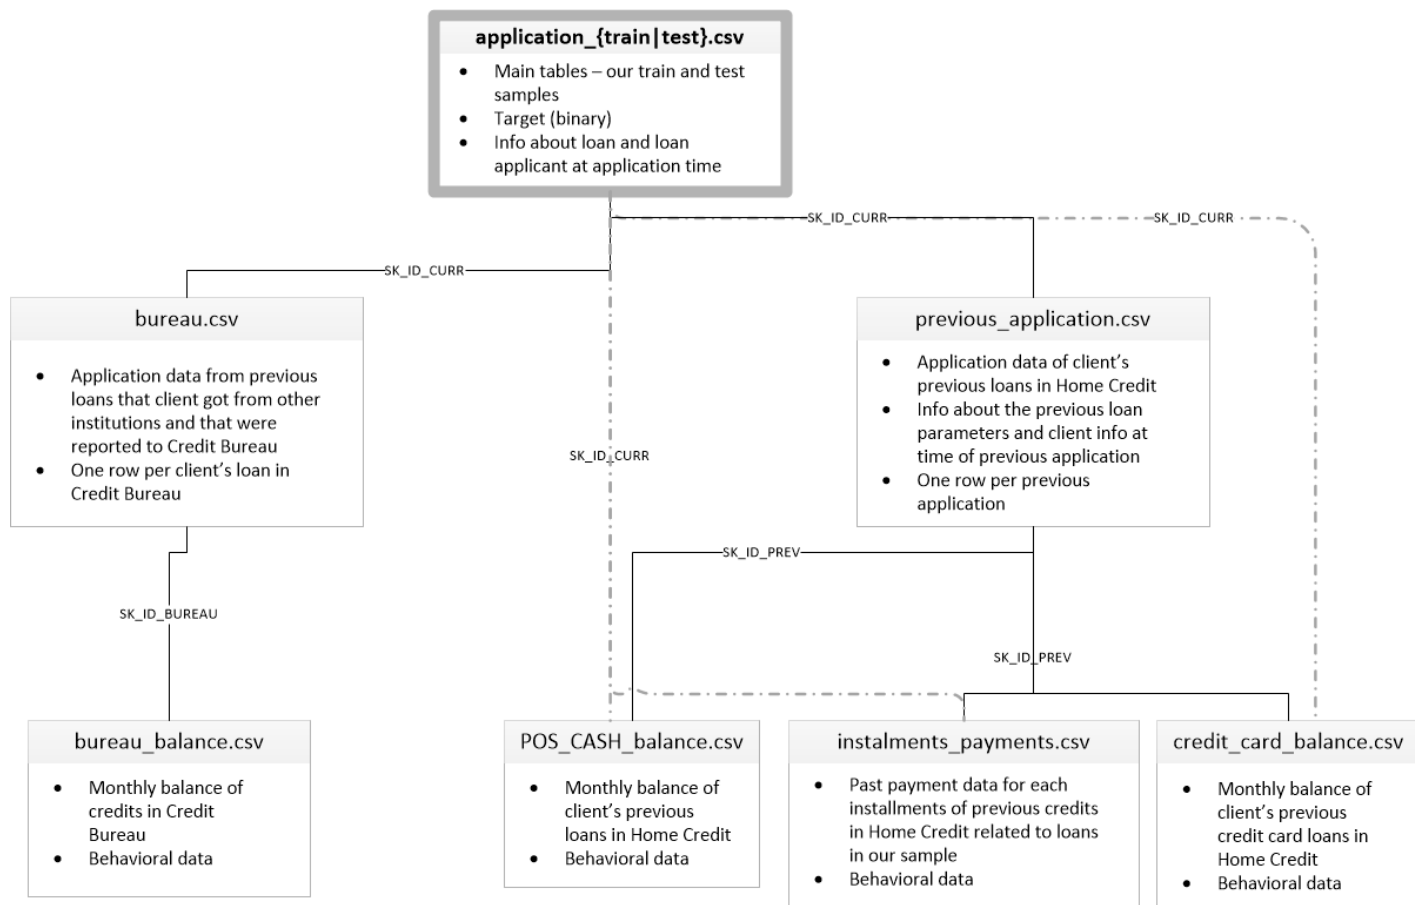 application_{train|test}.csv
• Main tables – our train and test
samples
• Target (binary)
• Info about loan and loan
applicant at application time
SK_ID_CURR
SK_ID_CURR
SK_ID_CURR
bureau.csv
• Application data from previous
loans that client got from other
institutions and that were
reported to Credit Bureau
• One row per client's loan in
Credit Bureau
previous_application.csv
• Application data of client's
previous loans in Home Credit
• Info about the previous loan
parameters and client info at
time of previous application
• One row per previous
application
SK_ID_CURR
SK_ID_PREV
SK_ID_BUREAU
SK_ID_PREV
bureau_balance.csv
• Monthly balance of
credits in Credit
Bureau
• Behavioral data
POS_CASH_balance.csv
• Monthly balance of
client's previous
loans in Home Credit
• Behavioral data
instalments_payments.csv
• Past payment data for each
installments of previous credits
in Home Credit related to loans
in our sample
• Behavioral data
credit_card_balance.csv
• Monthly balance of
client's previous
credit card loans in
Home Credit
• Behavioral data